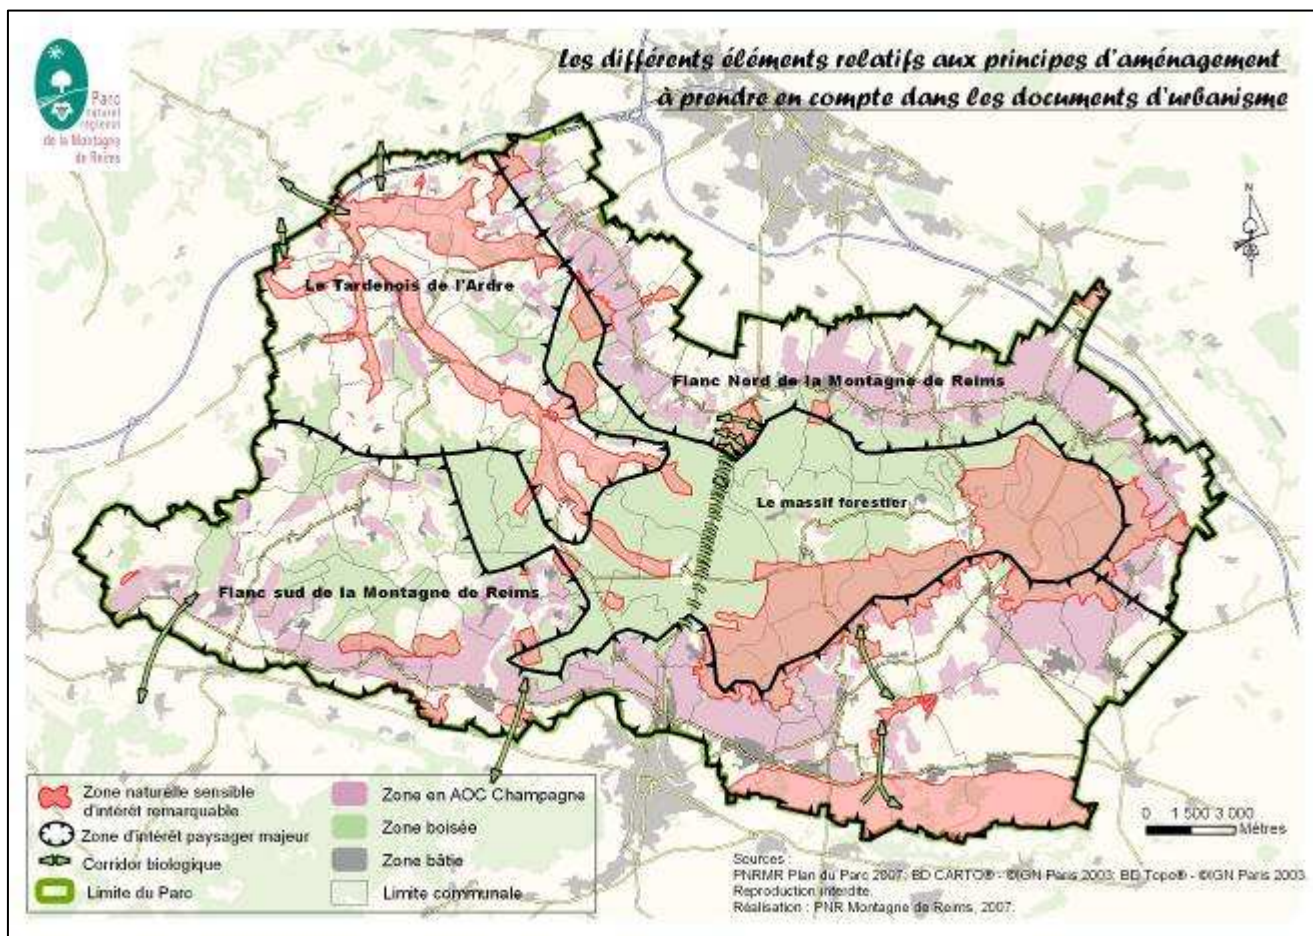 Les différents éléments relatifs aux principes d'aménagement
à prendre en compte dans les documents d'urbanisme
Parc
naturel
régional
de la Montagne
de Reims
N
Le Tardenois de l'Ardre
Flanc Nord de la Montagne de Reims
Le massif forestier
Flanc sud de la Montagne de Reims
Zone naturelle sensible
d'intérêt remarquable
Zone d'intérêt paysager majeur
Corridor biologique
Limite du Parc
Zone en AOC Champagne
Zone boisée
Zone bâtie
Limite communale
0 1 500 3 000
Mètres
Sources :
PNRMR Plan du Parc 2007; BD CARTO® - ©IGN Paris 2003; BD Topo® - ©IGN Paris 2003.
Reproduction interdite.
Réalisation : PNR Montagne de Reims, 2007.